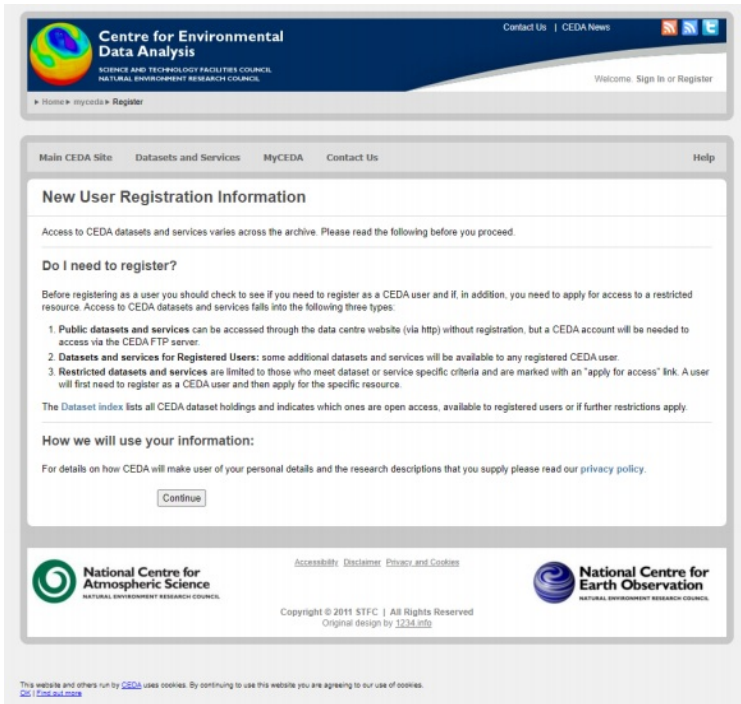 Centre for Environmental
Data Analysis
SCIENCE AND TECHNOLOGY FACILITIES COUNCIL
NATURAL ENVIRONMENT RESEARCH COUNCIL
Contact Us | CEDA News
Welcome. Sign In or Register
Home myceda Register
Main CEDA Site Datasets and Services MyCEDA Contact Us Help
New User Registration Information
Access to CEDA datasets and services varies across the archive. Please read the following before you proceed.
Do I need to register?
Before registering as a user you should check to see if you need to register as a CEDA user and if, in addition, you need to apply for access to a restricted
resource. Access to CEDA datasets and services falls into the following three types:
1. Public datasets and services can be accessed through the data centre website (via http) without registration, but a CEDA account will be needed to
access via the CEDA FTP server.
2. Datasets and services for Registered Users: some additional datasets and services will be available to any registered CEDA user.
3. Restricted datasets and services are limited to those who meet dataset or service specific criteria and are marked with an "apply for access" link. A user
will first need to register as a CEDA user and then apply for the specific resource.
The Dataset index lists all CEDA dataset holdings and indicates which ones are open access, available to registered users or if further restrictions apply.
How we will use your information:
For details on how CEDA will make user of your personal details and the research descriptions that you supply please read our privacy policy.
Continue
National Centre for
Atmospheric Science
NATURAL ENVIRONMENT RESEARCH COUNCIL
Accessibility Disclaimer Privacy and Cookies
Copyright © 2011 STFC | All Rights Reserved
Original design by 1234.info
National Centre for
Earth Observation
NATURAL ENVIRONMENT RESEARCH COUNCIL
This website and others run by CEDA uses cookies. By continuing to use this website you are agreeing to our use of cookies.
OK | Find out more